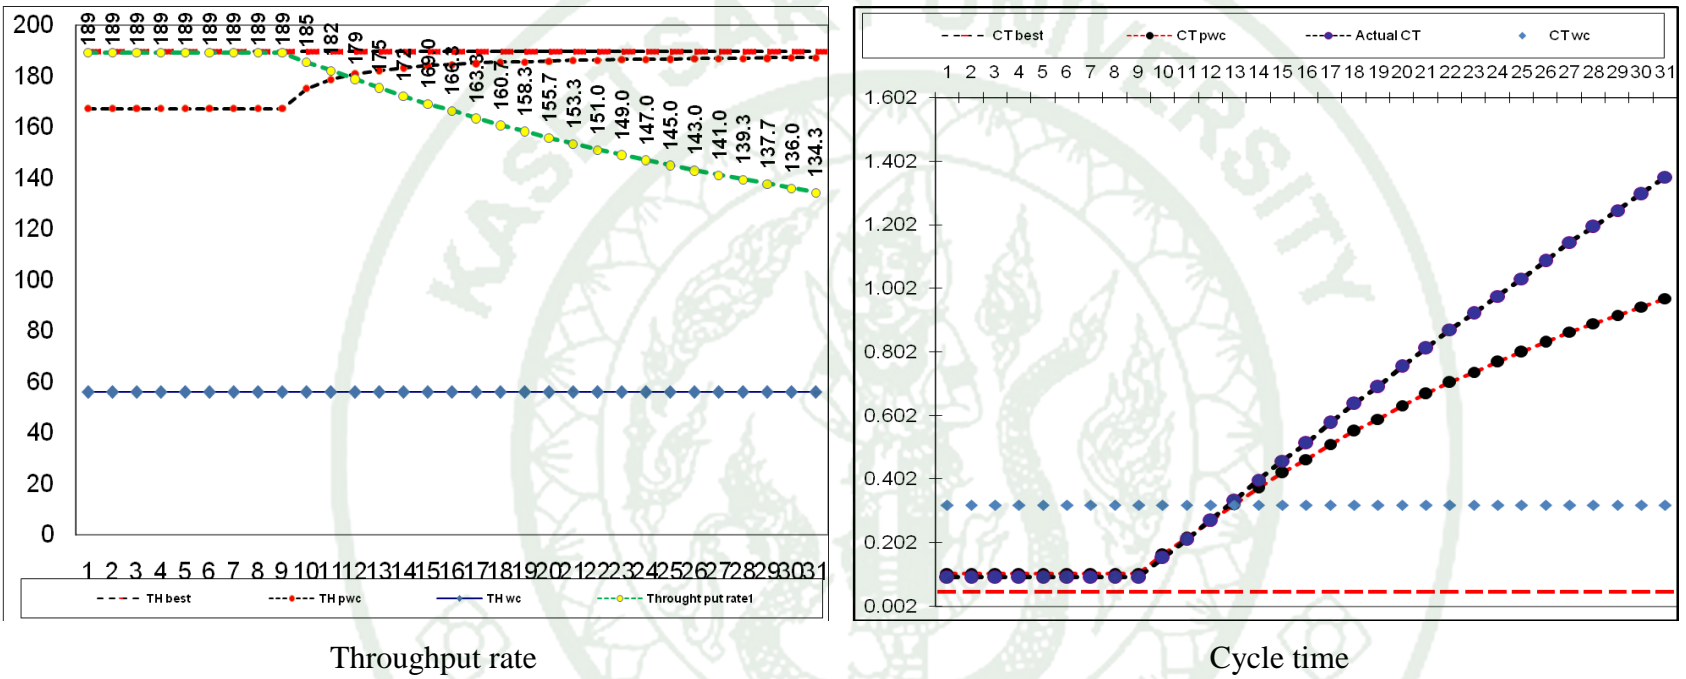 200
180
160
140
120
100
80
60
40
20
0
189 189 189 189 189 189 189 189 189 185 182 179 175 172 169.0 166.3 163.3 160.7 158.3 155.7 153.3 151.0 149.0 147.0 145.0 143.0 141.0 139.3 137.7 136.0 134.3
1 2 3 4 5 6 7 8 9 10 11 12 13 14 15 16 17 18 19 20 21 22 23 24 25 26 27 28 29 30 31
TH best TH pwc TH wc Throught put rate1
Throughput rate
CT best CT pwc Actual CT CT wc
1 2 3 4 5 6 7 8 9 10 11 12 13 14 15 16 17 18 19 20 21 22 23 24 25 26 27 28 29 30 31
1.602
1.402
1.202
1.002
0.802
0.602
0.402
0.202
0.002
Cycle time
KASETSART UNIVERSITY